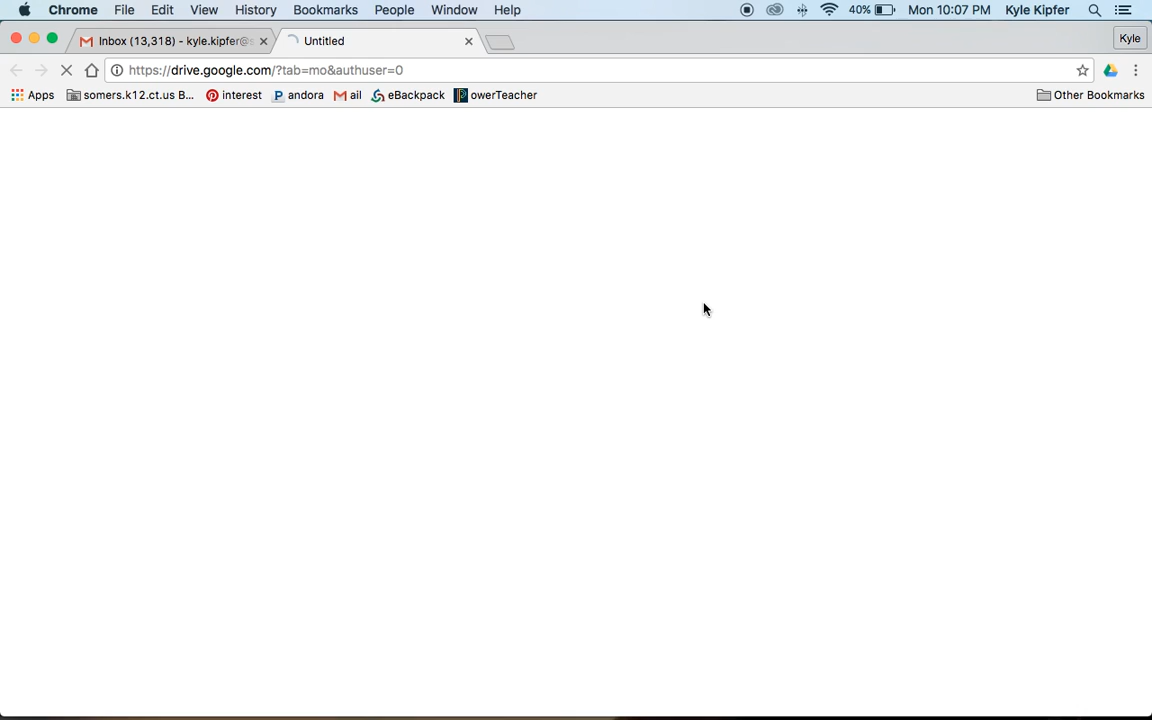 Chrome File Edit View History Bookmarks People Window Help 40% Mon 10:07 PM Kyle Kipfer
Inbox (13,318) - kyle.kipfer@s Untitled Kyle
https://drive.google.com/?tab=mo&authuser=0
Apps somers.k12.ct.us B... interest andora ail eBackpack owerTeacher Other Bookmarks